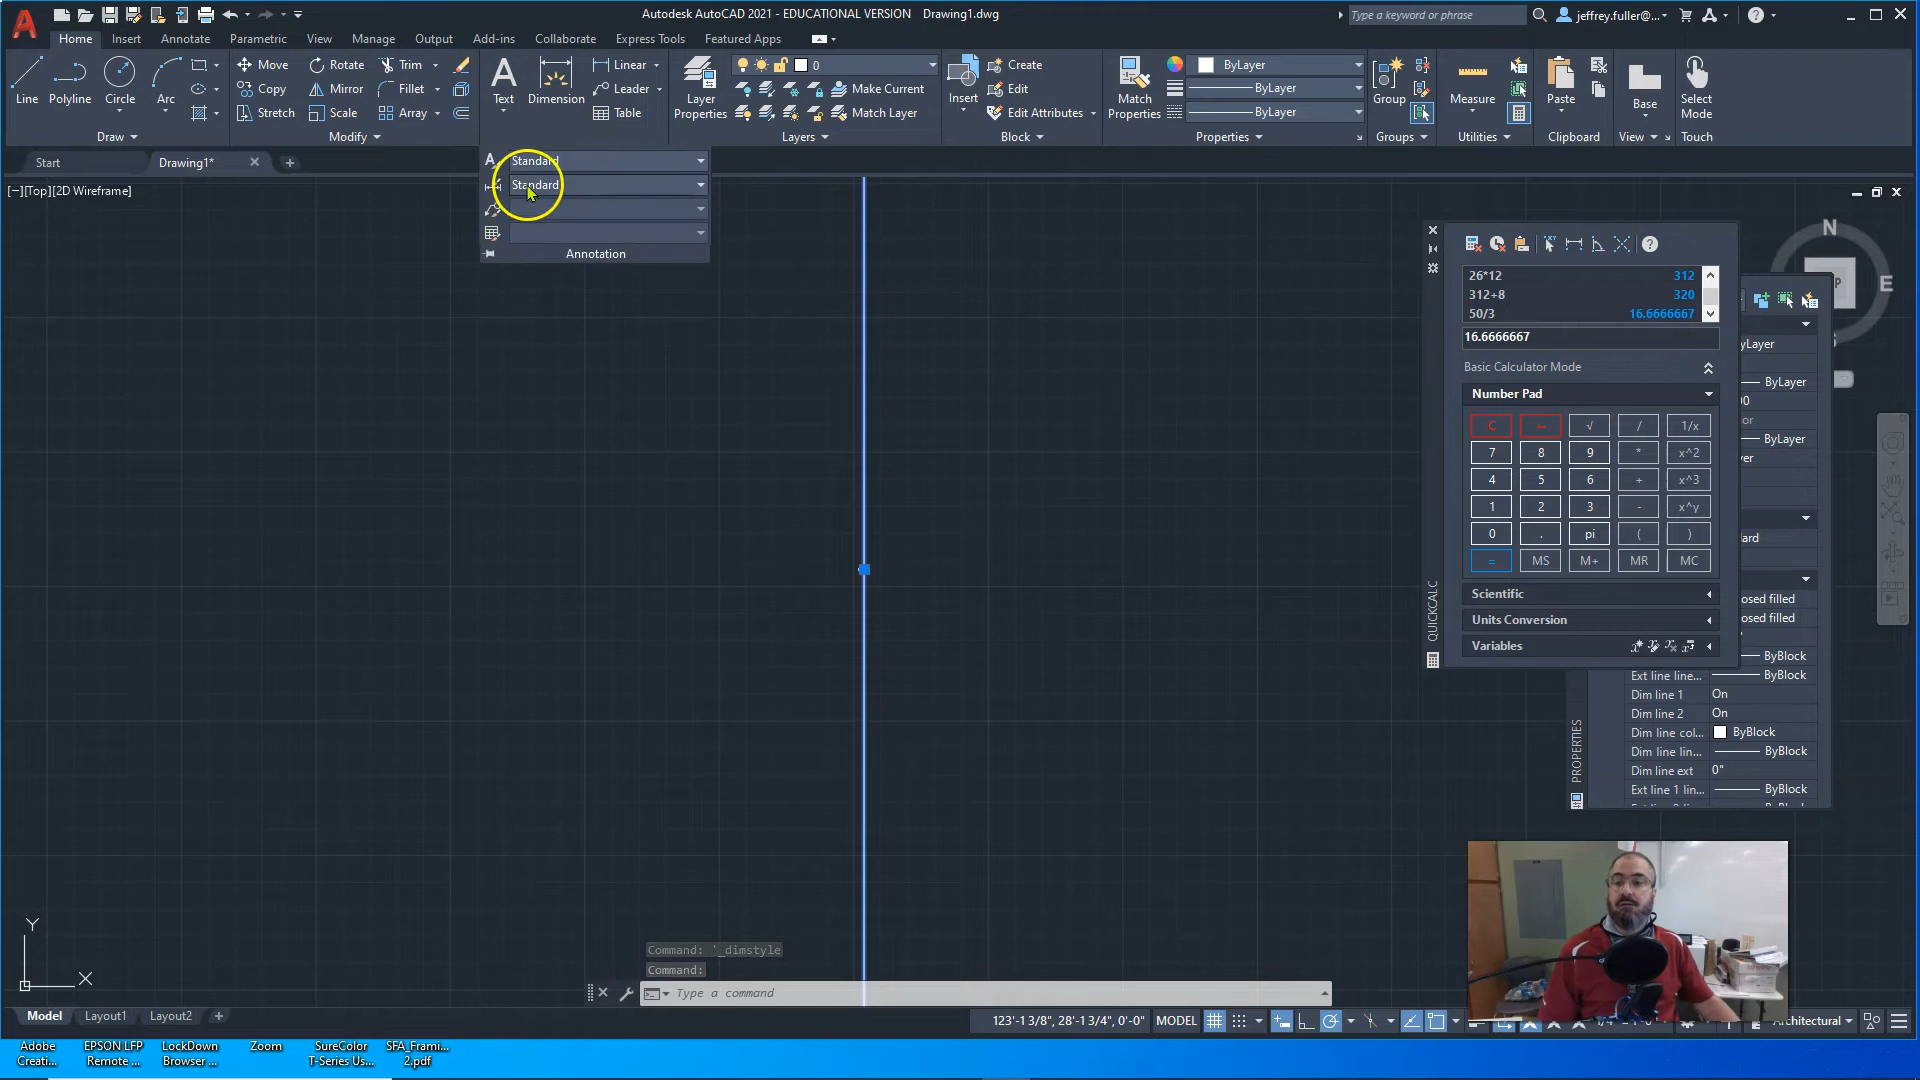 Autodesk AutoCAD 2021 - EDUCATIONAL VERSION Drawing1.dwg
Type a keyword or phrase
jeffrey.fuller@...
Home Insert Annotate Parametric View Manage Output Add-ins Collaborate Express Tools Featured Apps
Line Polyline Circle Arc
Move Rotate Trim
Copy Mirror Fillet
Stretch Scale Array
Text Dimension
Linear
Leader
Table
Layer Properties
0
Make Current
Match Layer
Insert
Create
Edit
Edit Attributes
Match Properties
ByLayer
ByLayer
ByLayer
Group
Measure
Paste
Base
Select Mode
Draw Modify Layers Block Properties Groups Utilities Clipboard View Touch
Start Drawing1*
Standard
Standard
Annotation
[−][Top][2D Wireframe]
N
E
26*12 312
312+8 320
50/3 16.6666667
16.6666667
Basic Calculator Mode
Number Pad
C ← √ / 1/x
7 8 9 * x^2
4 5 6 + x^3
1 2 3 - x^y
0 . pi ( )
= MS M+ MR MC
Scientific
Units Conversion
Variables
QUICKCALC
yLayer
ByLayer
00
or
ByLayer
yer
ard
osed filled
osed filled
ByBlock
Ext line line... ByBlock
Dim line 1 On
Dim line 2 On
Dim line col... ByBlock
Dim line lin... ByBlock
Dim line ext 0"
Ext line 1 lin... ByBlock
PROPERTIES
Y
X
Command: '_dimstyle
Command:
Type a command
Model Layout1 Layout2 +
123'-1 3/8", 28'-1 3/4", 0'-0" MODEL
Architectural
Adobe Creati...
EPSON LFP Remote ...
LockDown Browser ...
Zoom
SureColor T-Series Us...
SFA_Frami... 2.pdf